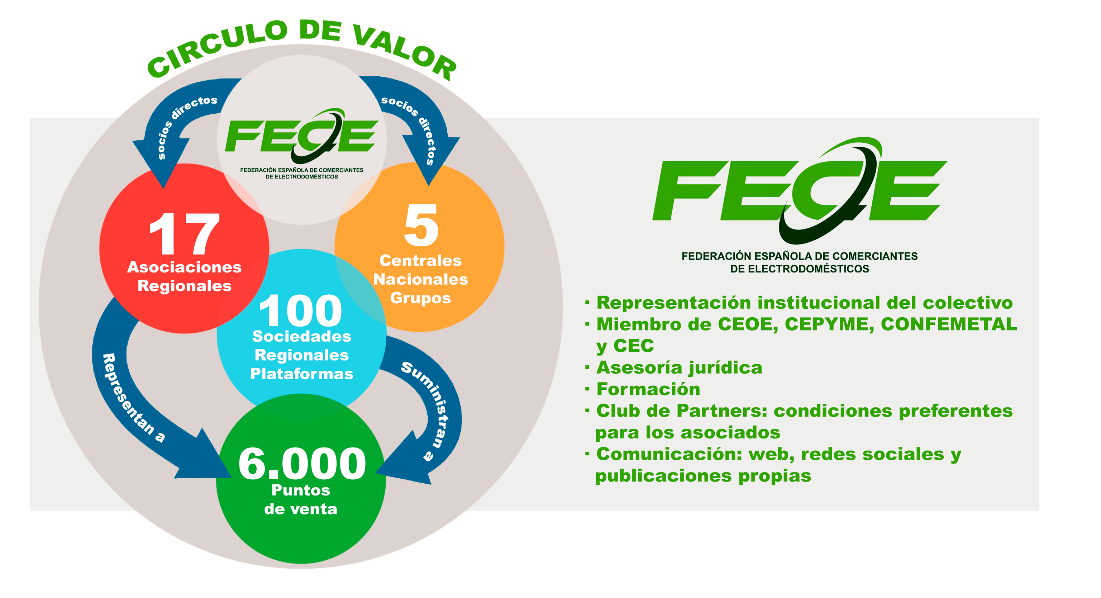 CIRCULO DE VALOR
socios directos
socios directos
FECE
FEDERACIÓN ESPAÑOLA DE COMERCIANTES
DE ELECTRODOMÉSTICOS
17
Asociaciones
Regionales
5
Centrales
Nacionales
Grupos
100
Sociedades
Regionales
Plataformas
Representan a
Suministran a
6.000
Puntos
de venta
FECE
FEDERACIÓN ESPAÑOLA DE COMERCIANTES
DE ELECTRODOMÉSTICOS
· Representación institucional del colectivo
· Miembro de CEOE, CEPYME, CONFEMETAL
y CEC
· Asesoría jurídica
· Formación
· Club de Partners: condiciones preferentes
para los asociados
· Comunicación: web, redes sociales y
publicaciones propias